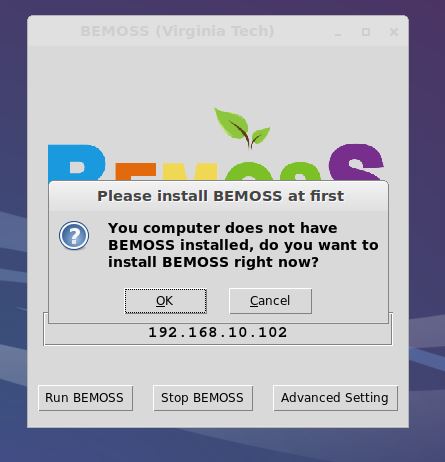 BEMOSS (Virginia Tech)
BEMOSS
Please install BEMOSS at first
You computer does not have
BEMOSS installed, do you want to
install BEMOSS right now?
OK
Cancel
192.168.10.102
Run BEMOSS
Stop BEMOSS
Advanced Setting